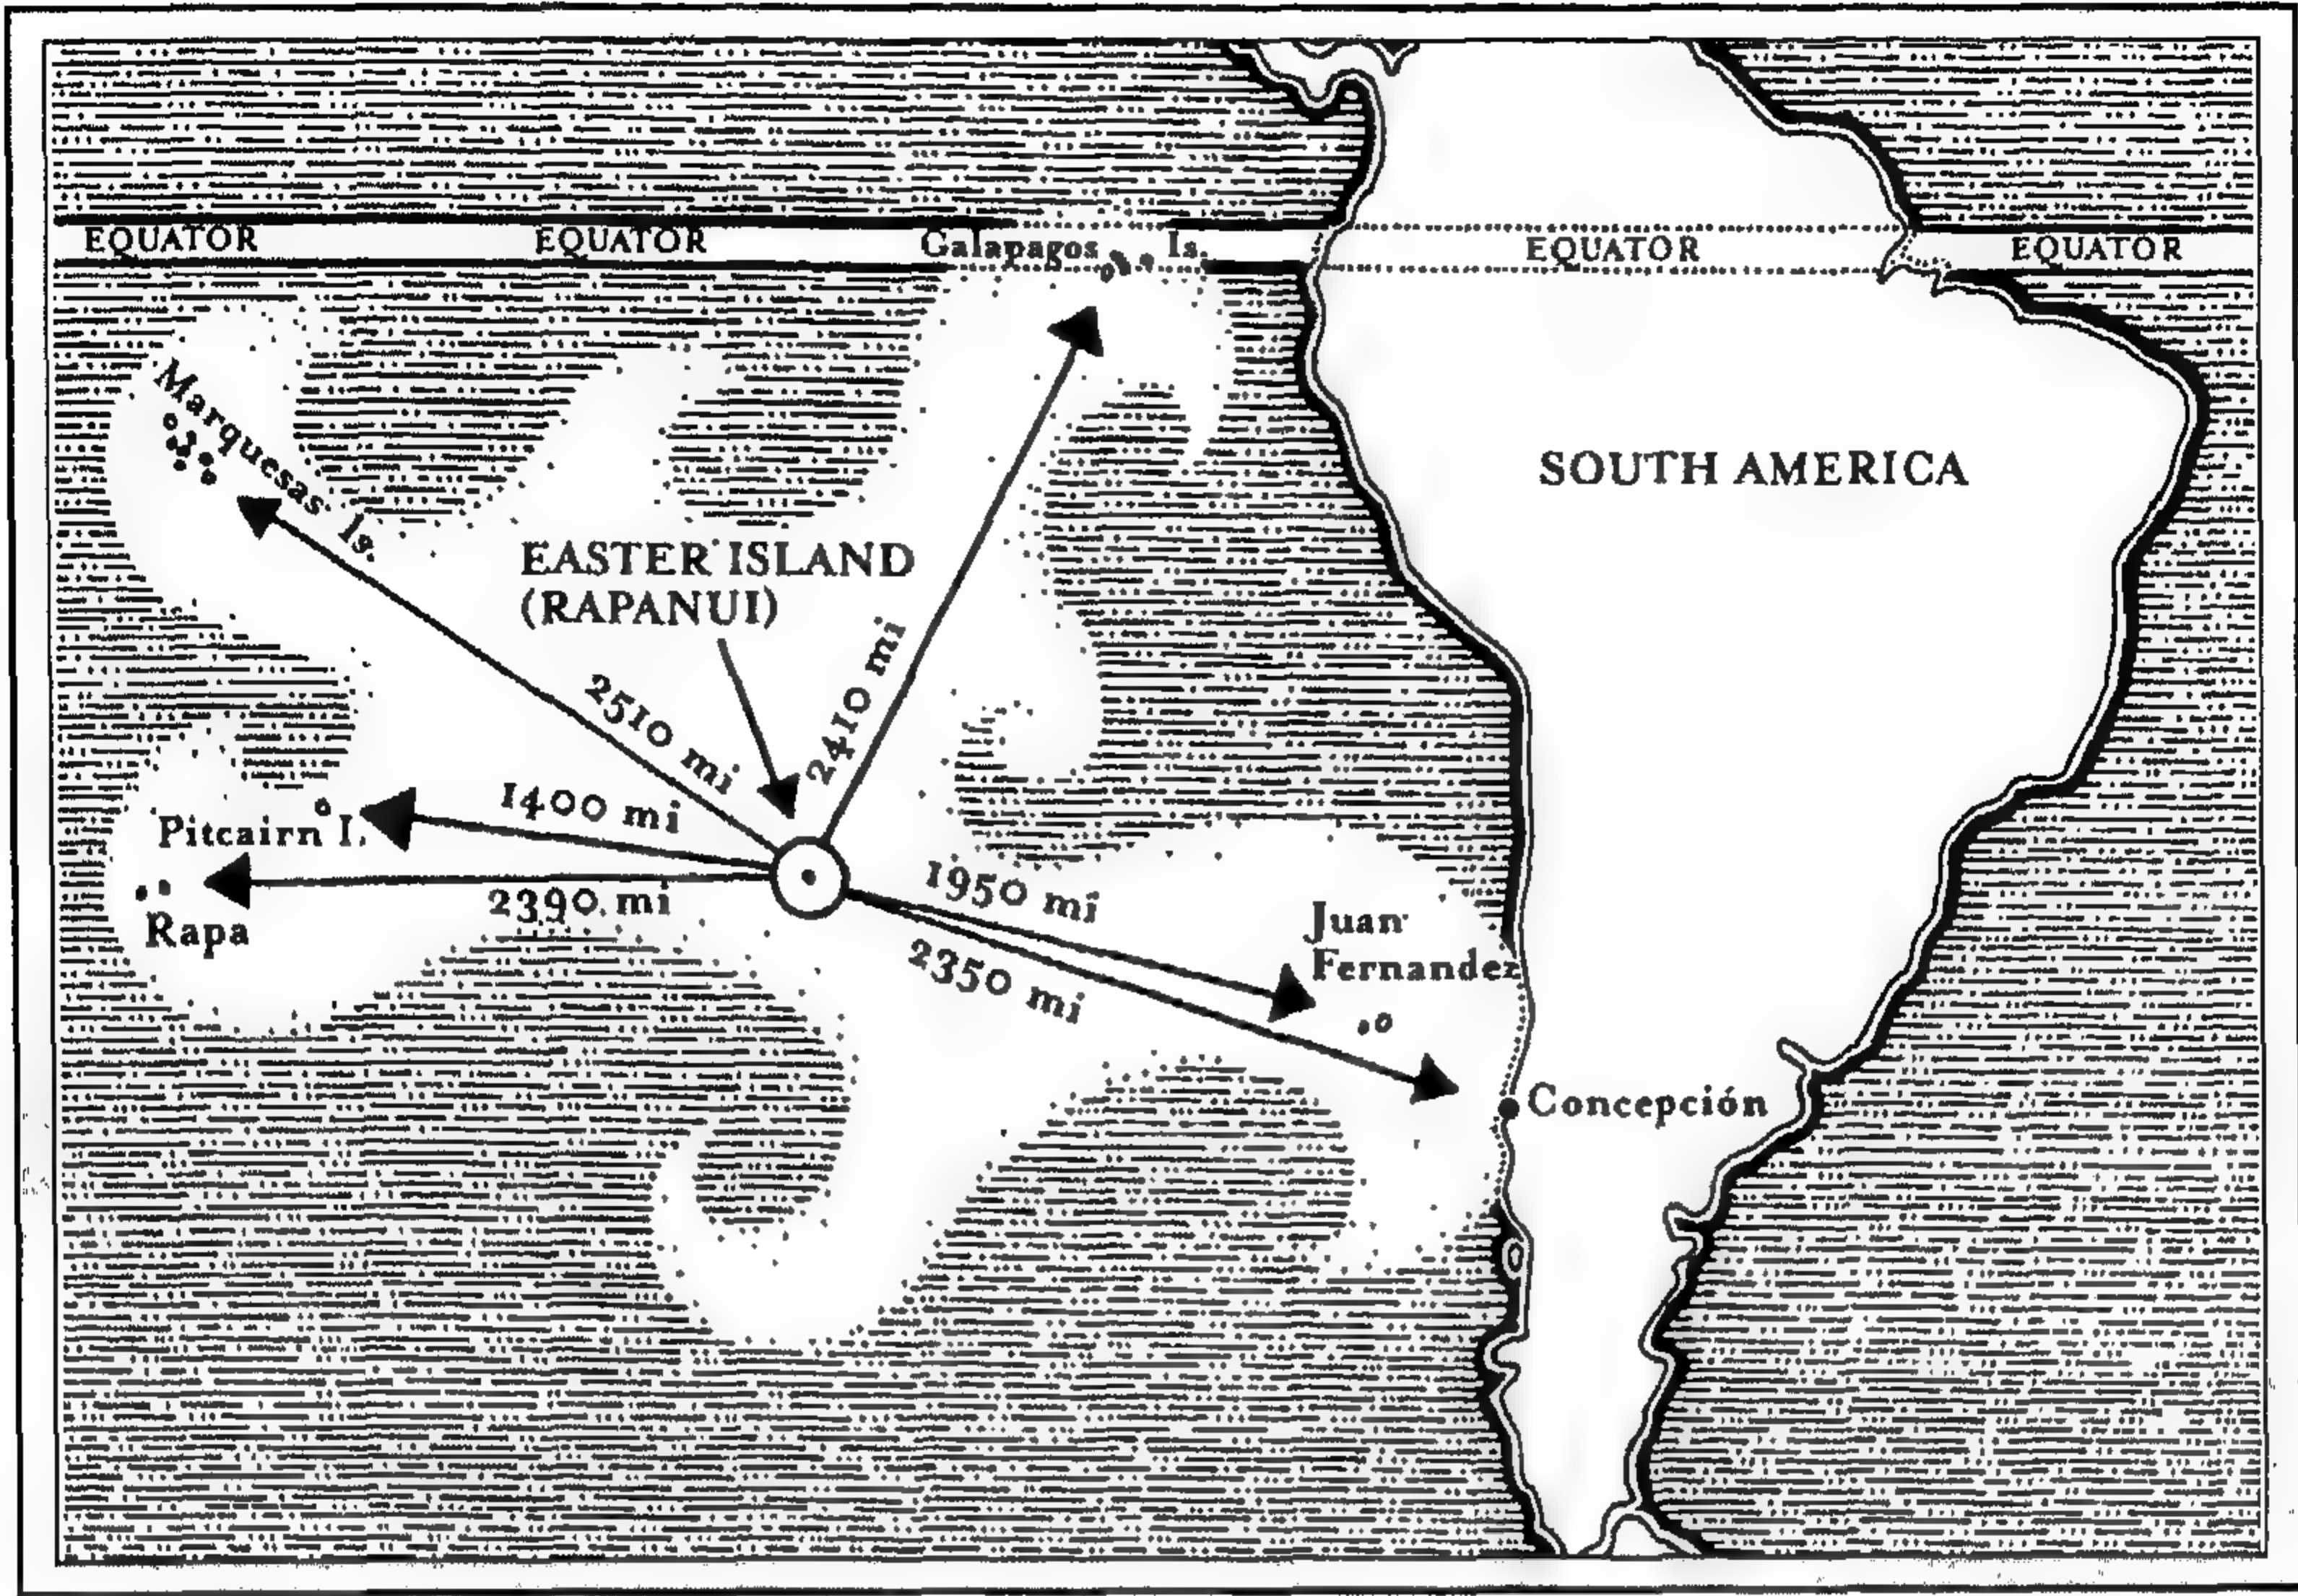 EQUATOR
EQUATOR
Galapagos Is.
EQUATOR
EQUATOR
Marquesas Is.
SOUTH AMERICA
EASTER ISLAND
(RAPANUI)
2510 mi
2410 mi
1400 mi
Pitcairn I.
2390 mi
Rapa
1950 mi
2350 mi
Juan
Fernandez
Concepción